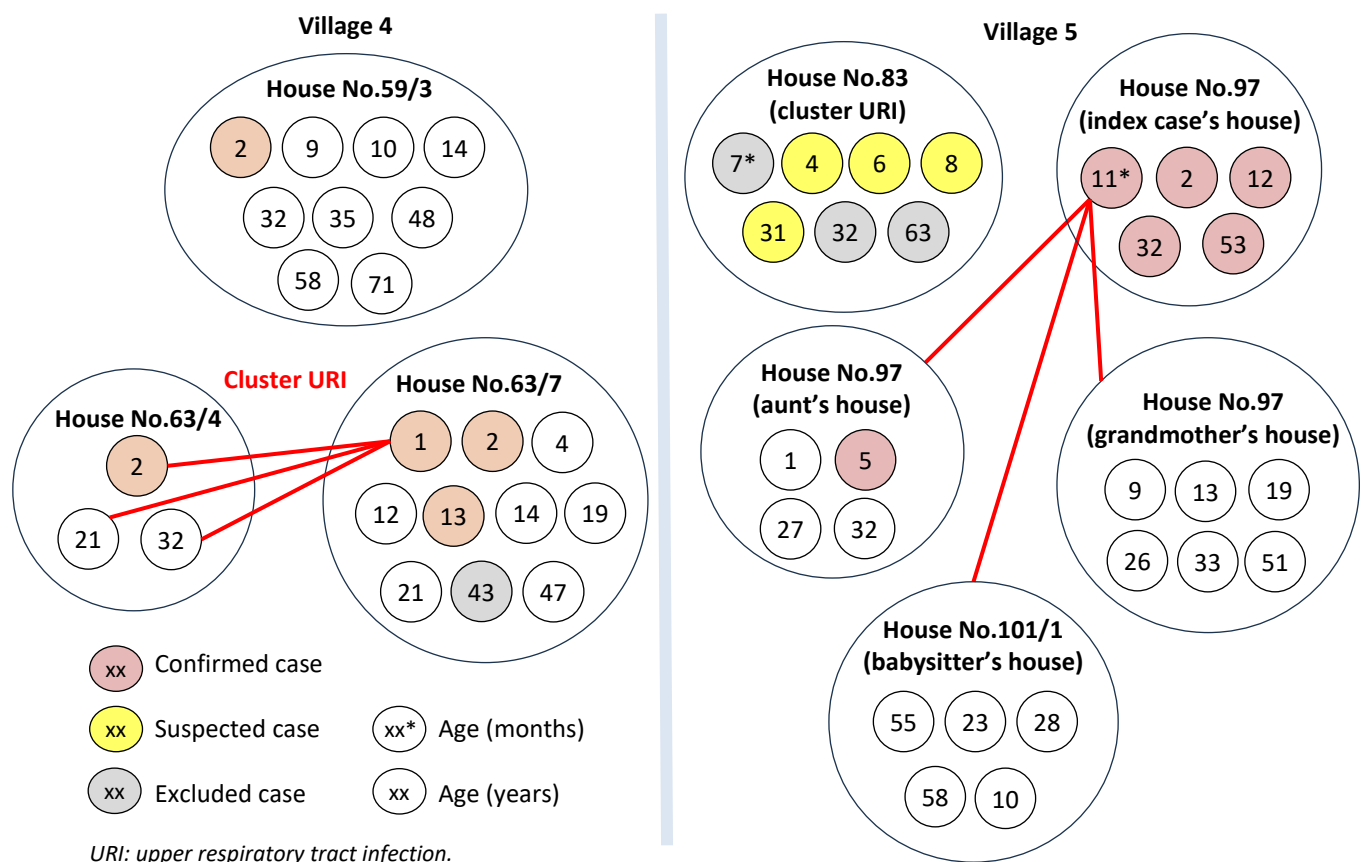 Village 4
House No.59/3
2 9 10 14
32 35 48
58 71
Cluster URI
House No.63/4
2
21 32
House No.63/7
1 2 4
12 13 14 19
21 43 47
xx Confirmed case
xx Suspected case
xx* Age (months)
xx Excluded case
xx Age (years)
URI: upper respiratory tract infection.
Village 5
House No.83
(cluster URI)
7* 4 6 8
31 32 63
House No.97
(index case's house)
11* 2 12
32 53
House No.97
(aunt's house)
1 5
27 32
House No.97
(grandmother's house)
9 13 19
26 33 51
House No.101/1
(babysitter's house)
55 23 28
58 10